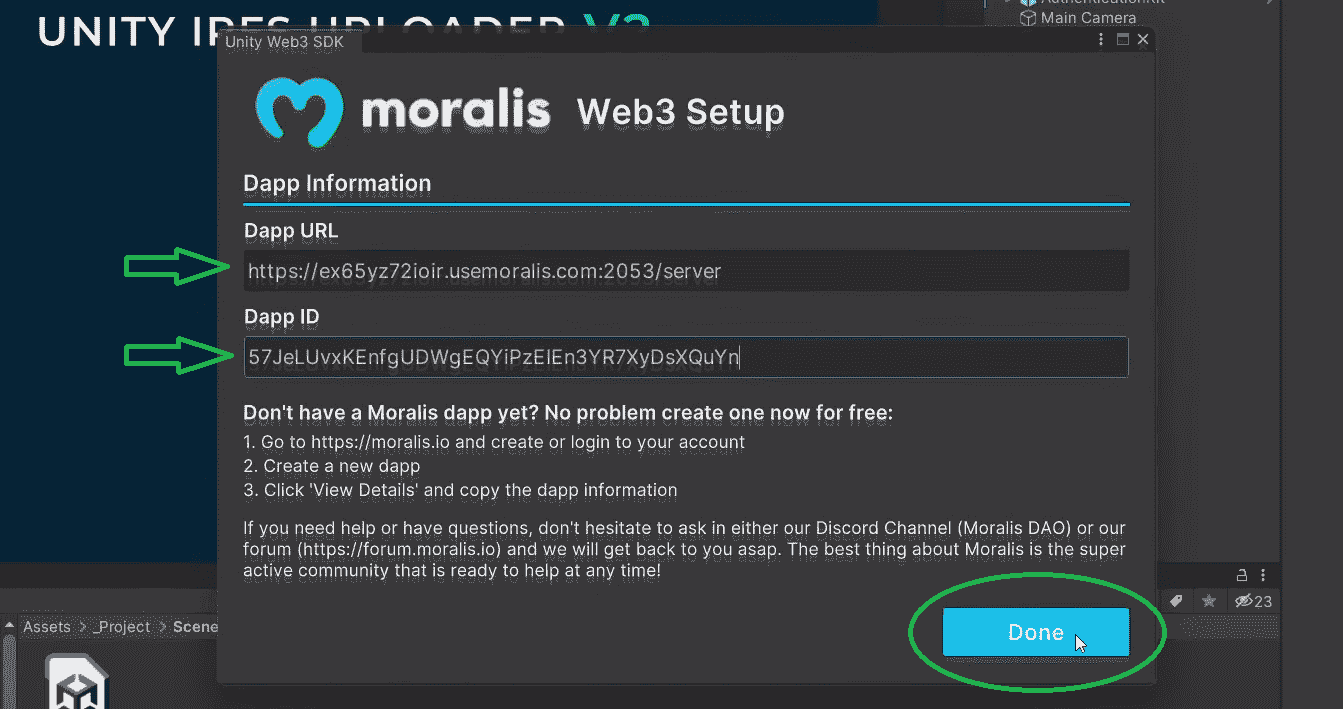 UNITY IPFS UPLOADER V2
Main Camera
Unity Web3 SDK
moralis Web3 Setup
Dapp Information
Dapp URL
https://ex65yz72ioir.usemoralis.com:2053/server
Dapp ID
57JeLUvxKEnfgUDWgEQYiPzElEn3YR7XyDsXQuYn
Don't have a Moralis dapp yet? No problem create one now for free:
1. Go to https://moralis.io and create or login to your account
2. Create a new dapp
3. Click 'View Details' and copy the dapp information
If you need help or have questions, don't hesitate to ask in either our Discord Channel (Moralis DAO) or our
forum (https://forum.moralis.io) and we will get back to you asap. The best thing about Moralis is the super
active community that is ready to help at any time!
23
Assets > _Project > Scene
Done